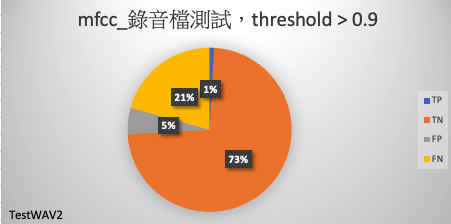 mfcc_錄音檔測試，threshold > 0.9
1%
21%
5%
73%
TP
TN
FP
FN
TestWAV2